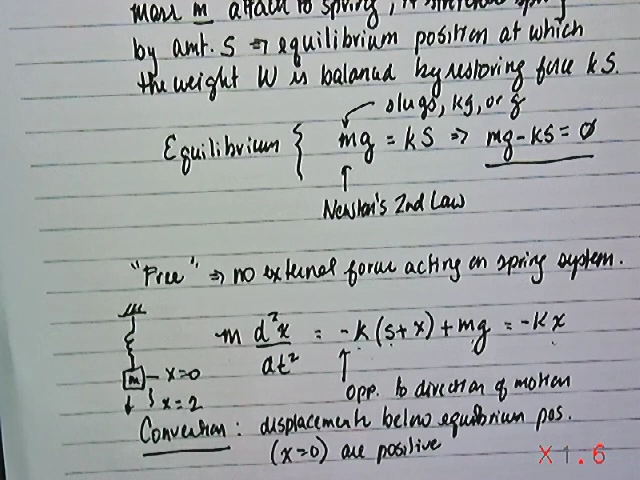 mass m attach to spring, it stretches spring
by amt. S ⇒ equilibrium position at which
the weight W is balanced by restoring force kS.
slugs, kg, or g
Equilibrium { mg = kS ⇒ mg - kS = 0
Newton's 2nd Law
"Free" ⇒ no external force acting on spring system.
m d²x/dt² = -k(s+x) + mg = -kx
m - x=0
x=2
opp. to direction of motion
Convention: displacements below equilibrium pos.
(x=0) are positive
X1.6